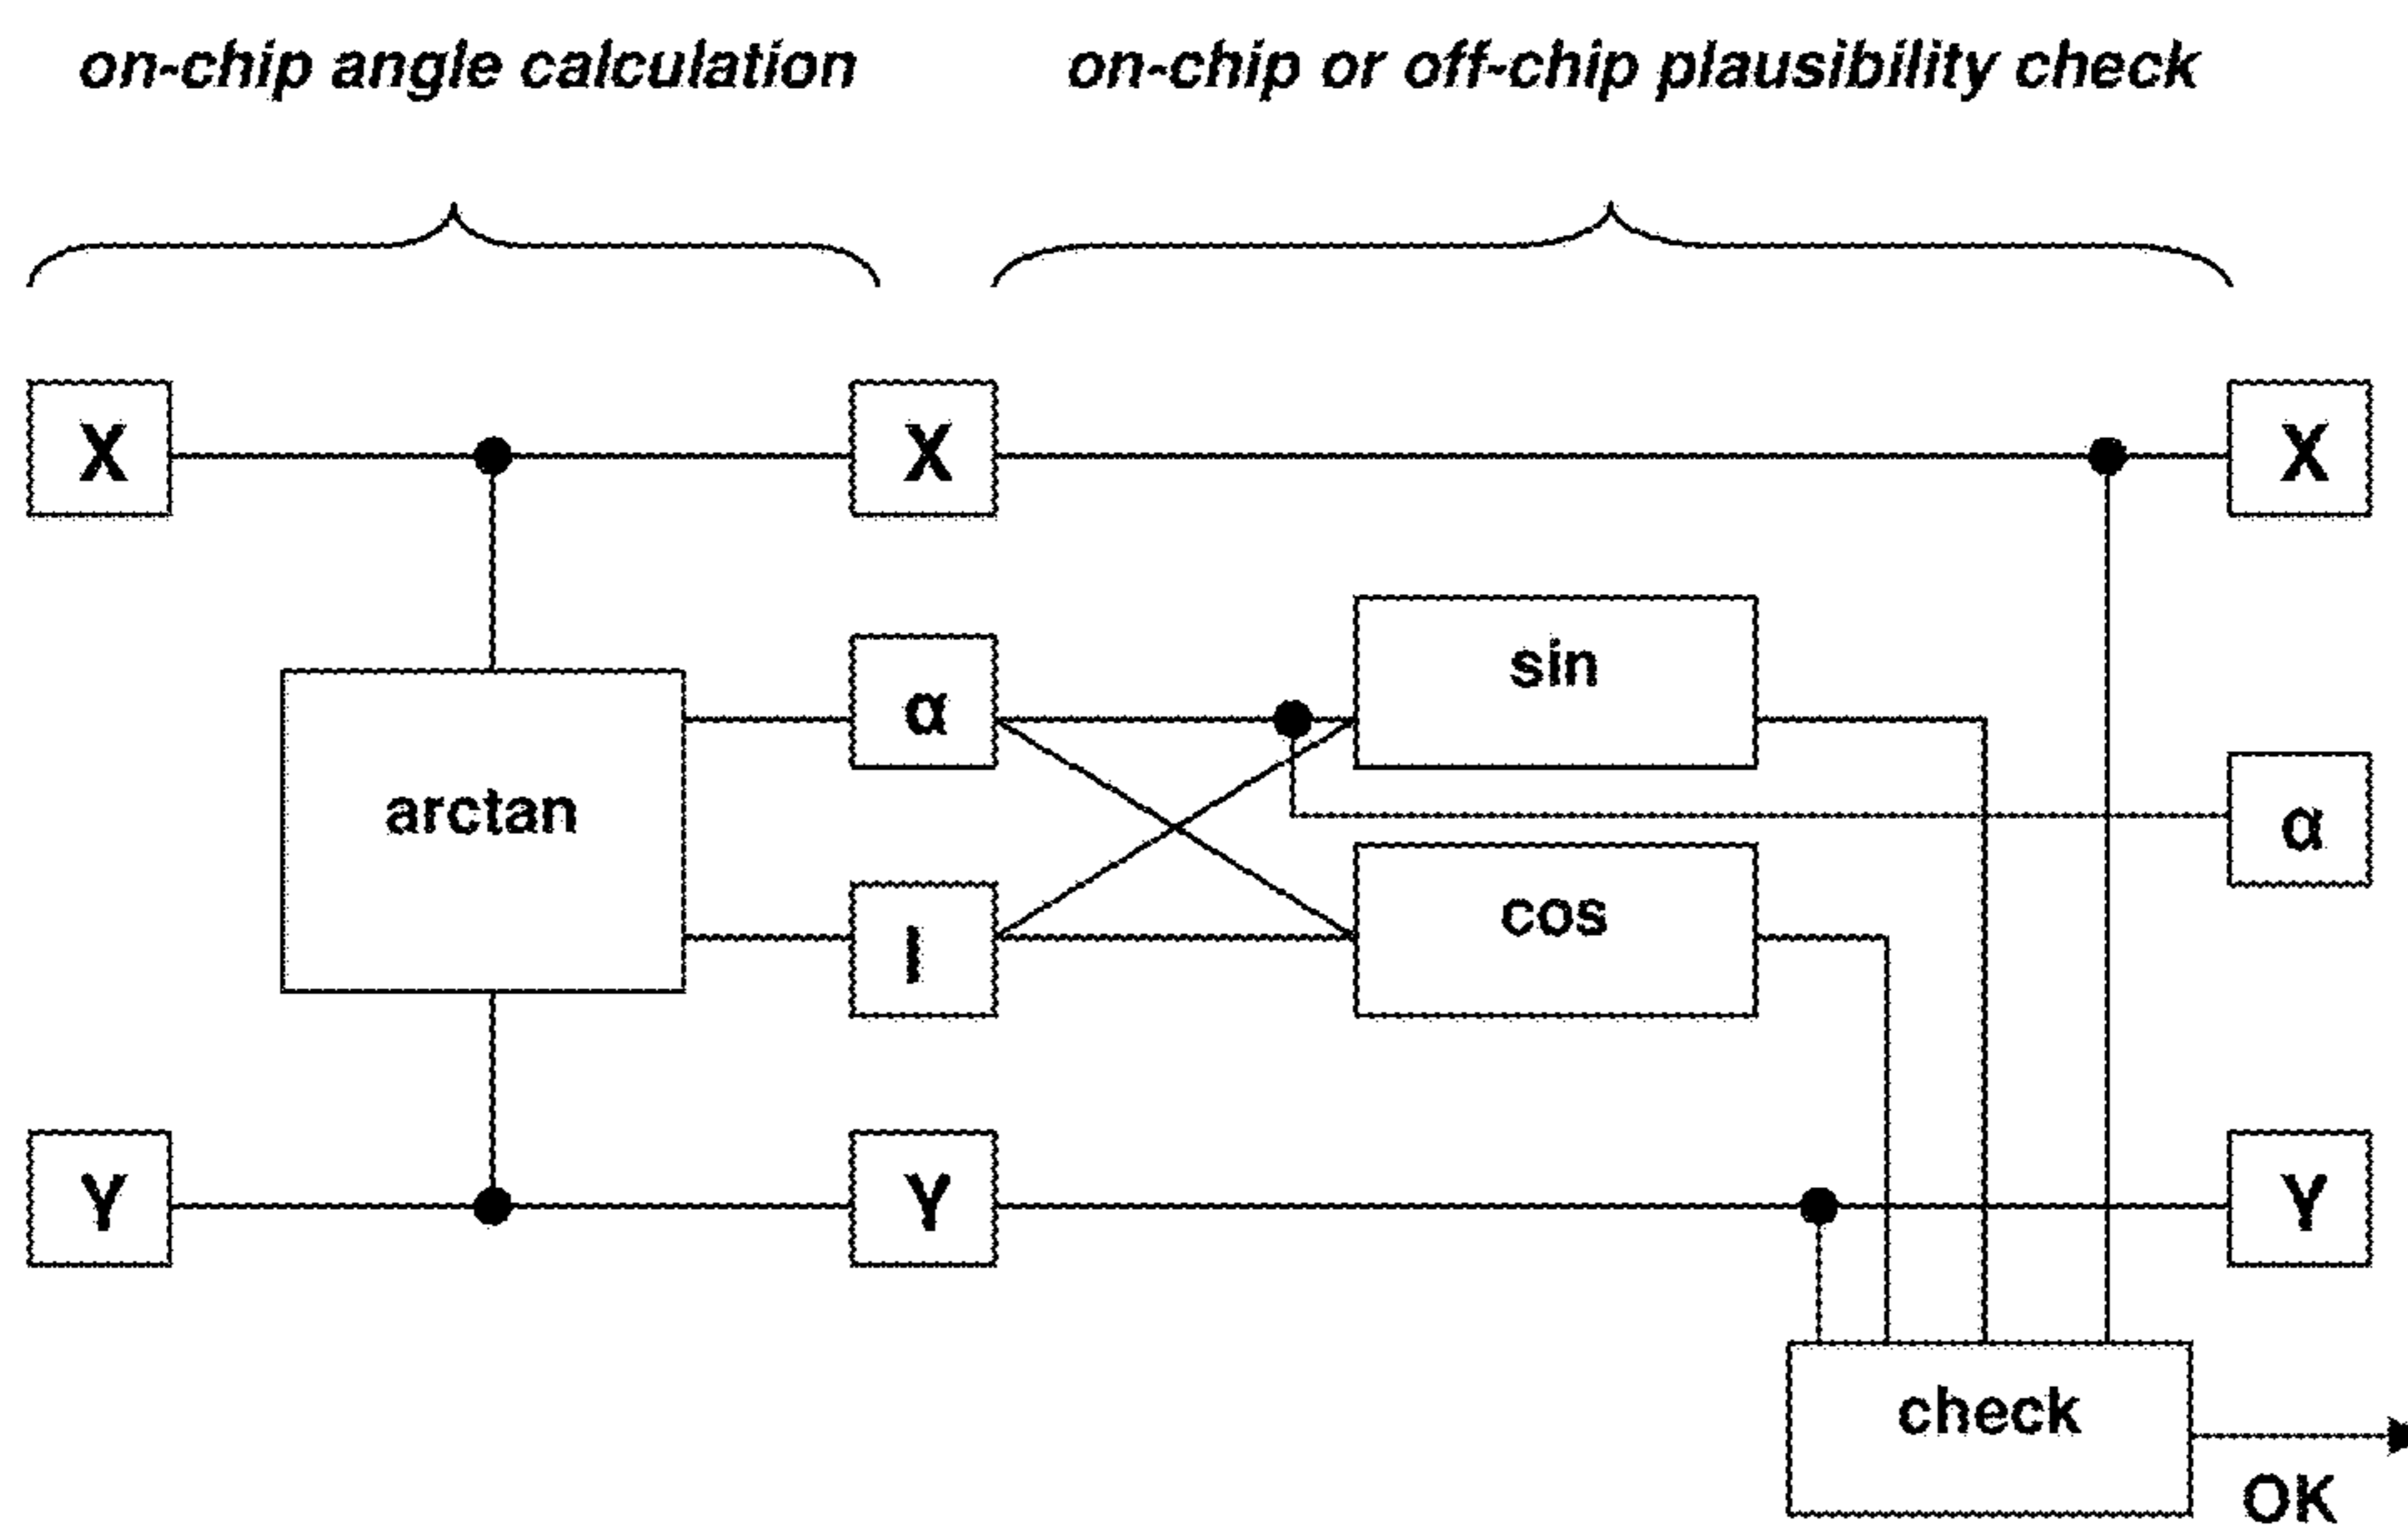 on-chip angle calculation
on-chip or off-chip plausibility check
X
X
X
sin
α
arctan
α
cos
l
Y
Y
Y
check
OK